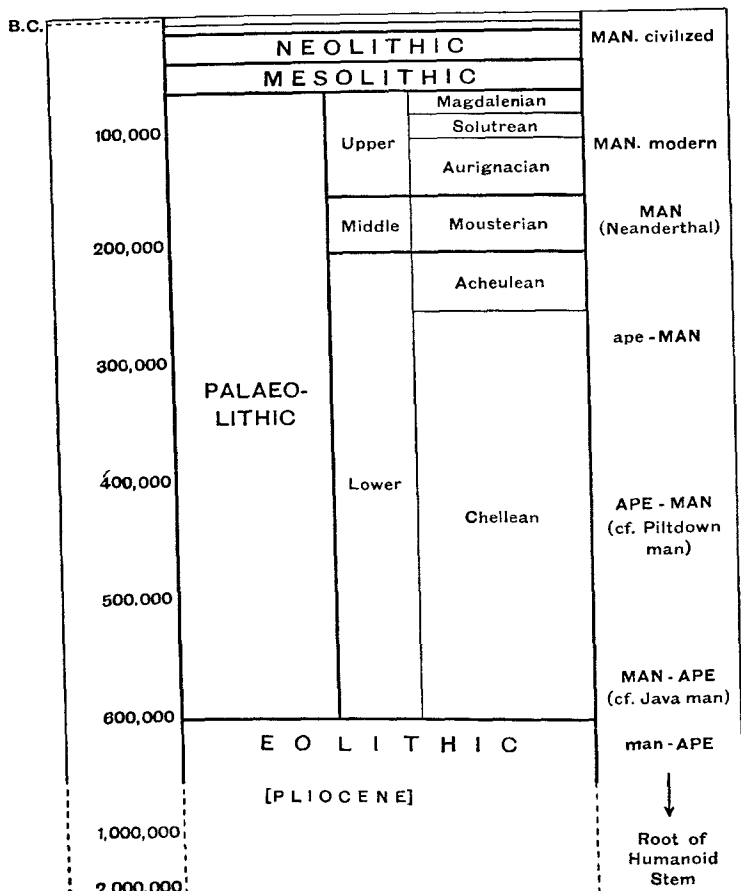 B.C.
NEOLITHIC
MAN. civilized
MESOLITHIC
Magdalenian
100,000
Upper
Solutrean
MAN. modern
Aurignacian
Middle
Mousterian
MAN
(Neanderthal)
200,000
Acheulean
300,000
ape-MAN
PALAEO-
LITHIC
400,000
Lower
Chellean
APE-MAN
(cf. Piltdown
man)
500.000
MAN-APE
(cf. Java man)
600,000
EOLITHIC
man-APE
[PLIOCENE]
1,000,000
Root of
Humanoid
Stem
2,000,000